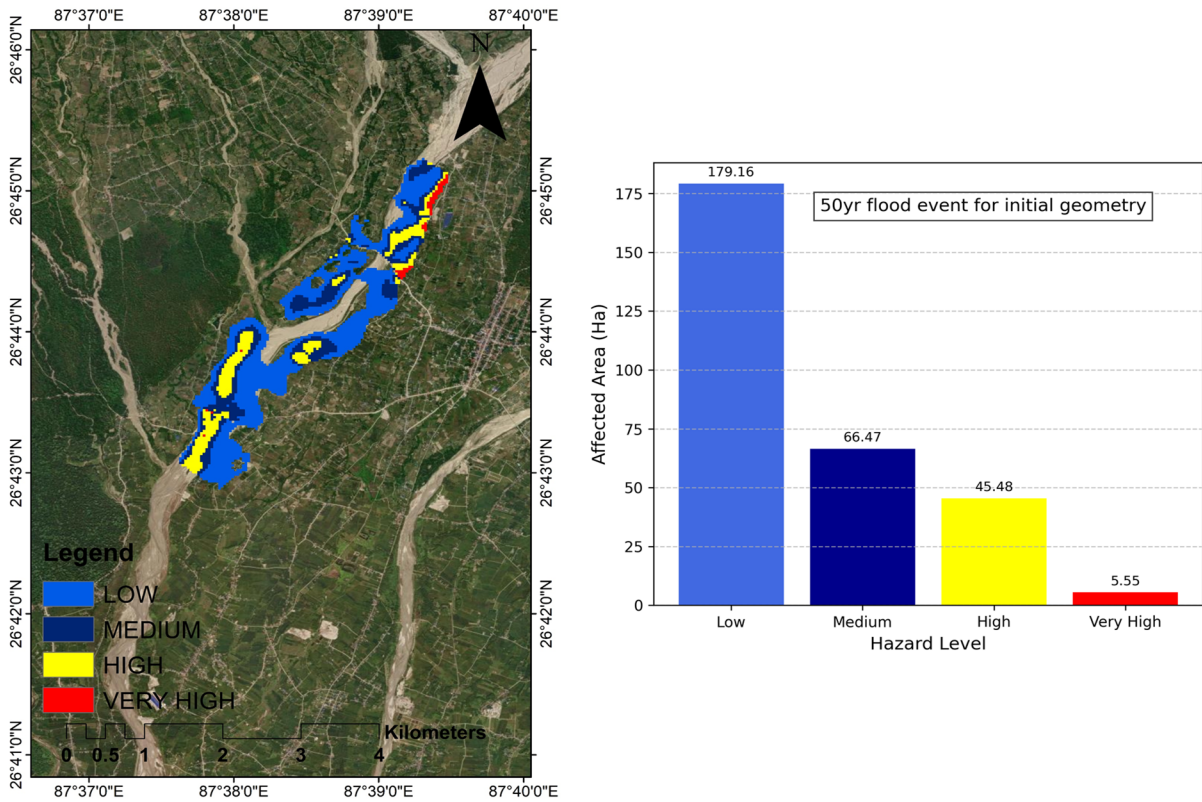 87°37'0"E 87°38'0"E 87°39'0"E 87°40'0"E
26°46'0"N
26°45'0"N
26°44'0"N
26°43'0"N
26°42'0"N
26°41'0"N
N
Legend
LOW
MEDIUM
HIGH
VERY HIGH
Kilometers
0 0.5 1 2 3 4
26°46'0"N
26°45'0"N
26°44'0"N
26°43'0"N
26°42'0"N
26°41'0"N
87°37'0"E 87°38'0"E 87°39'0"E 87°40'0"E
50yr flood event for initial geometry
Affected Area (Ha)
175
150
125
100
75
50
25
0
179.16
66.47
45.48
5.55
Low Medium High Very High
Hazard Level